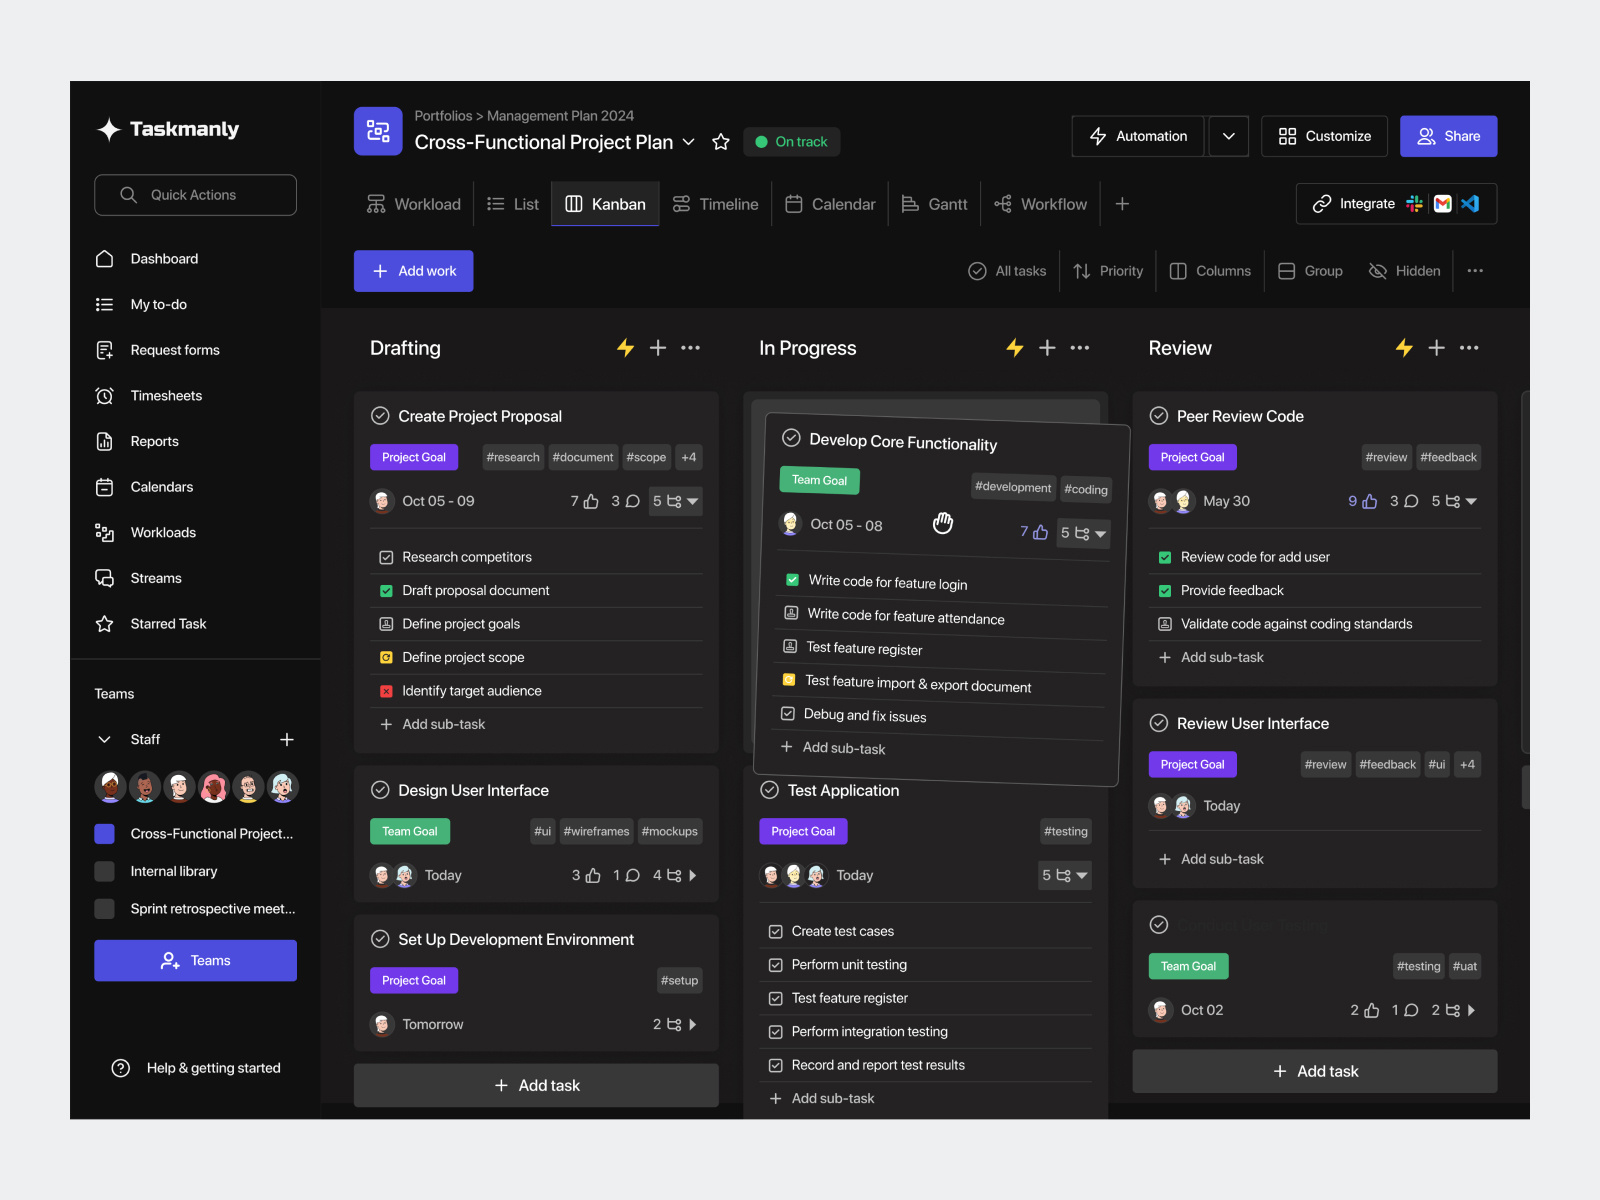 Taskmanly
Quick Actions
Dashboard
My to-do
Request forms
Timesheets
Reports
Calendars
Workloads
Streams
Starred Task
Teams
Staff
Cross-Functional Project...
Internal library
Sprint retrospective meet...
Teams
Help & getting started
Portfolios > Management Plan 2024
Cross-Functional Project Plan
On track
Automation
Customize
Share
Workload
List
Kanban
Timeline
Calendar
Gantt
Workflow
Integrate
Add work
All tasks
Priority
Columns
Group
Hidden
Drafting
Create Project Proposal
Project Goal #research #document #scope +4
Oct 05 - 09 7 3 5
Research competitors
Draft proposal document
Define project goals
Define project scope
Identify target audience
Add sub-task
Design User Interface
Team Goal #ui #wireframes #mockups
Today 3 1 4
Set Up Development Environment
Project Goal #setup
Tomorrow 2
Add task
In Progress
Develop Core Functionality
Team Goal #development #coding
Oct 05 - 08 7 5
Write code for feature login
Write code for feature attendance
Test feature register
Test feature import & export document
Debug and fix issues
Add sub-task
Test Application
Project Goal #testing
Today 5
Create test cases
Perform unit testing
Test feature register
Perform integration testing
Record and report test results
Add sub-task
Review
Peer Review Code
Project Goal #review #feedback
May 30 9 3 5
Review code for add user
Provide feedback
Validate code against coding standards
Add sub-task
Review User Interface
Project Goal #review #feedback #ui +4
Today
Add sub-task
Team Goal #testing #uat
Oct 02 2 1 2
Add task